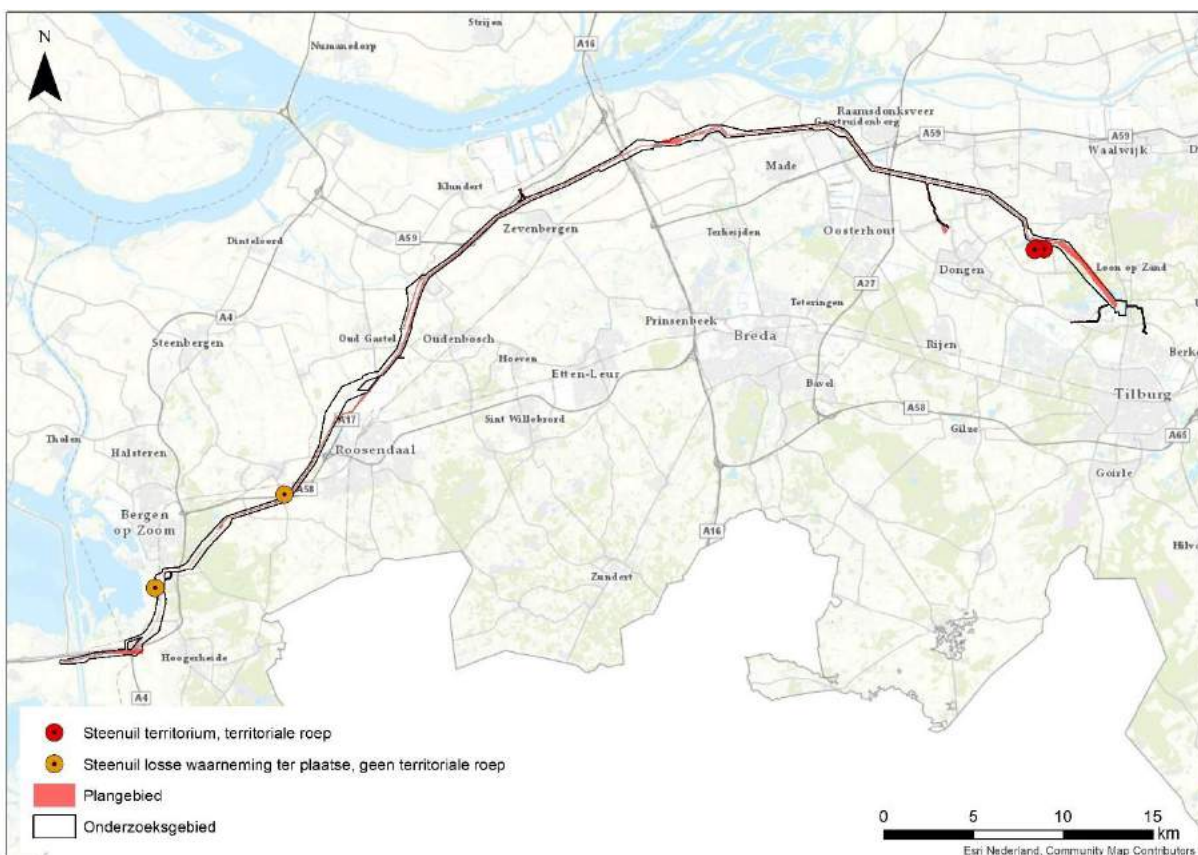 N
Strijen
Numansdorp
A16
Raamsdonksveer
Geertruidenberg
A59
A59
Waalwijk
D
Made
Klundert
Zevenbergen
Terheijden
Oosterhout
Dinteloord
A59
Dongen
Loon op Zand
A27
Teteringen
A4
Prinsenbeek
Breda
Steenbergen
Oud Gastel
Oudenbosch
Hoeven
Rijen
Berke
Etten-Leur
Bavel
Tilburg
A17
Sint Willebrord
A58
Gilze
A65
Tholen
Halsteren
Roosendaal
Goirle
A58
Bergen
op Zoom
A16
Hilv
Zundert
Hoogerheide
A4
Steenuil territorium, territoriale roep
Steenuil losse waarneming ter plaatse, geen territoriale roep
Plangebied
Onderzoeksgebied
0 5 10 15
km
Esri Nederland, Community Map Contributors